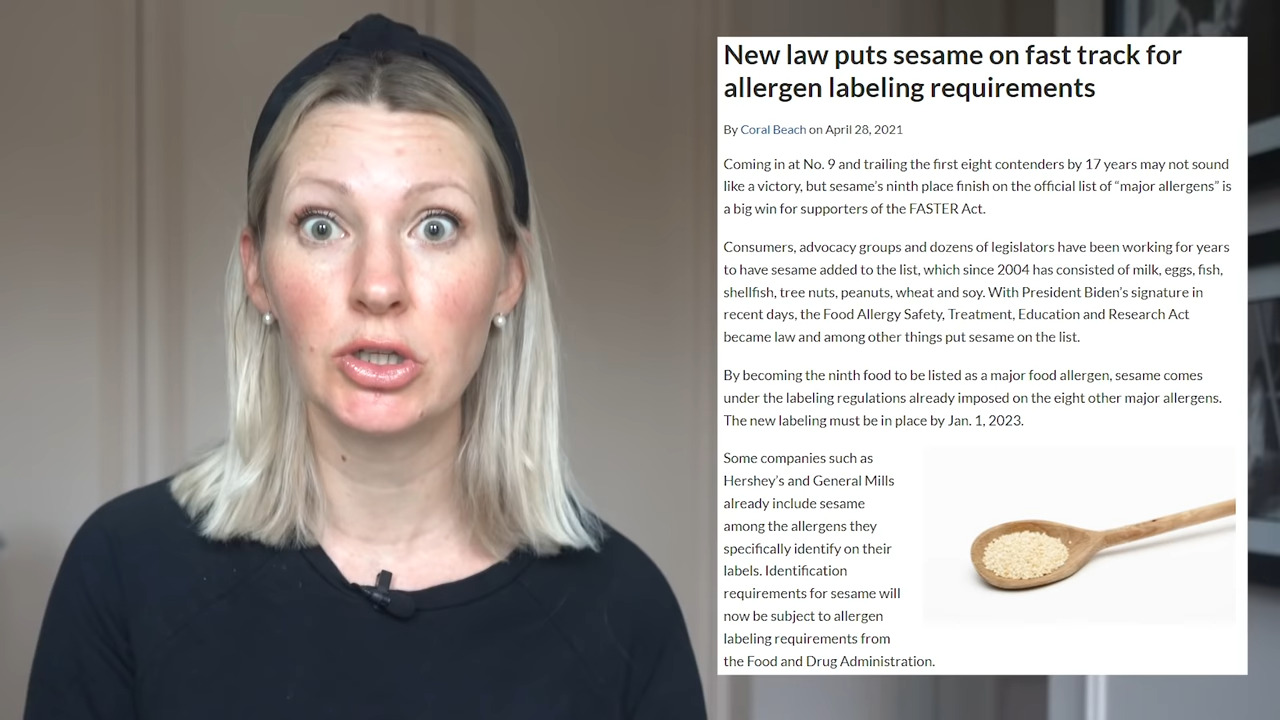 New law puts sesame on fast track for
allergen labeling requirements
By Coral Beach on April 28, 2021
Coming in at No. 9 and trailing the first eight contenders by 17 years may not sound
like a victory, but sesame's ninth place finish on the official list of “major allergens” is
a big win for supporters of the FASTER Act.
Consumers, advocacy groups and dozens of legislators have been working for years
to have sesame added to the list, which since 2004 has consisted of milk, eggs, fish,
shellfish, tree nuts, peanuts, wheat and soy. With President Biden's signature in
recent days, the Food Allergy Safety, Treatment, Education and Research Act
became law and among other things put sesame on the list.
By becoming the ninth food to be listed as a major food allergen, sesame comes
under the labeling regulations already imposed on the eight other major allergens.
The new labeling must be in place by Jan. 1, 2023.
Some companies such as
Hershey's and General Mills
already include sesame
among the allergens they
specifically identify on their
labels. Identification
requirements for sesame will
now be subject to allergen
labeling requirements from
the Food and Drug Administration.